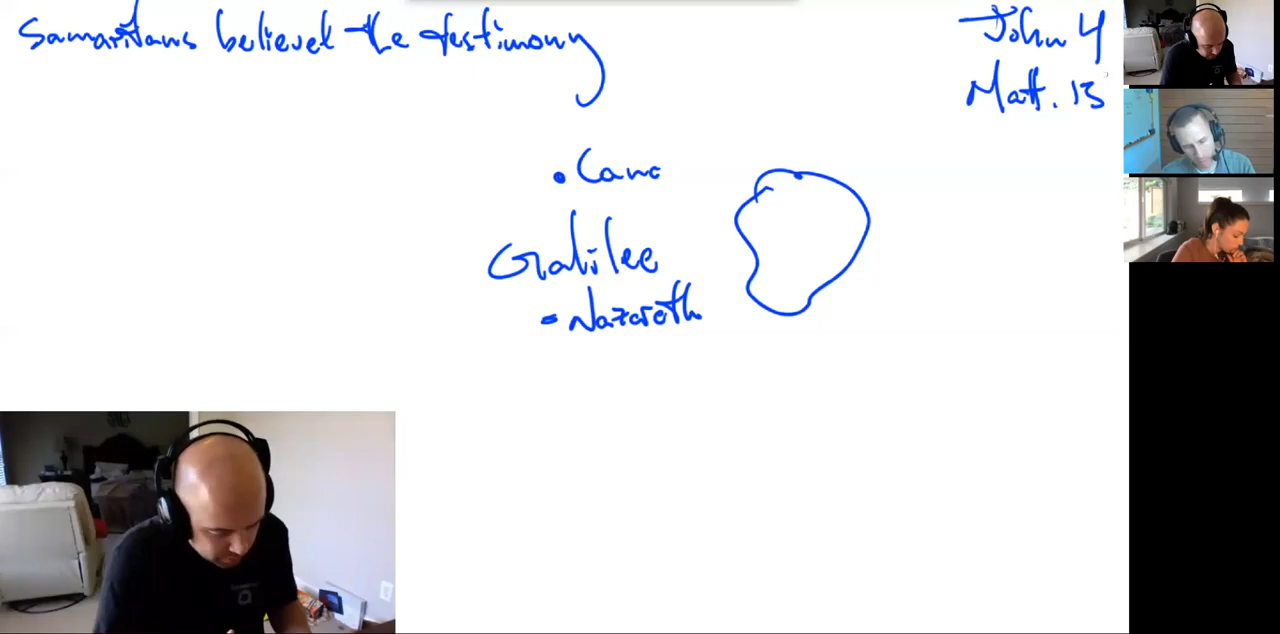 Samaritans believed the testimony
John 4
Matt. 13
Cana
Galilee
Nazareth